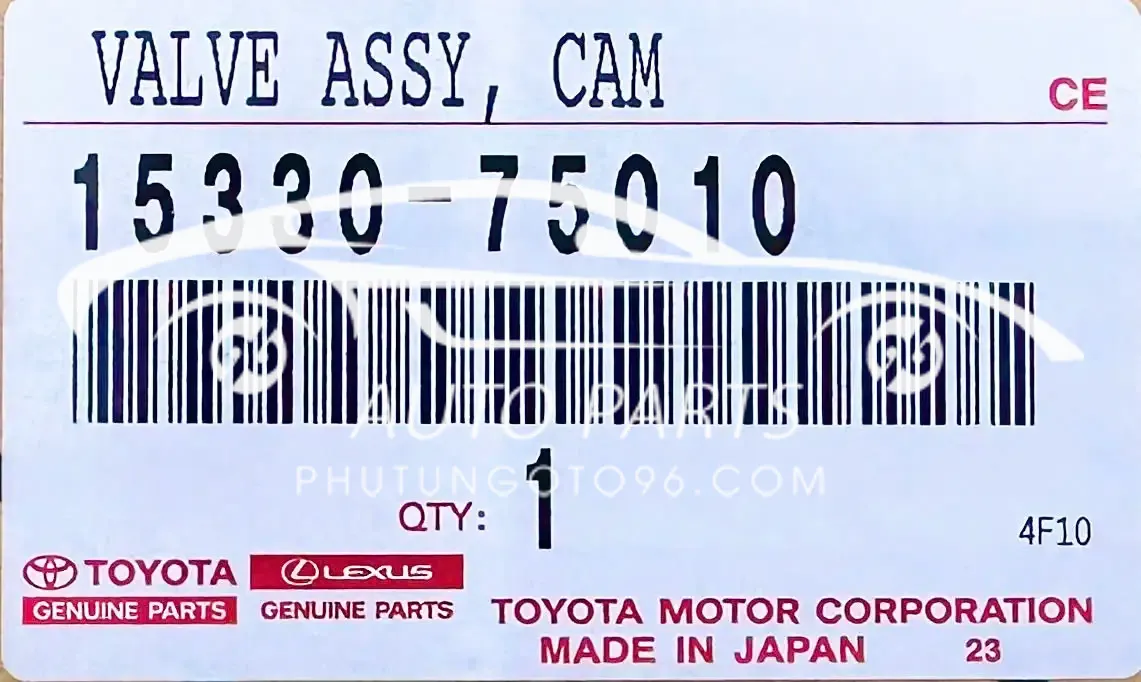 VALVE ASSY, CAM
CE
15330-75010
AUTO PARTS
PHUTUNGOTO96.COM
QTY: 1
4F10
TOYOTA LEXUS
GENUINE PARTS GENUINE PARTS
TOYOTA MOTOR CORPORATION
MADE IN JAPAN 23